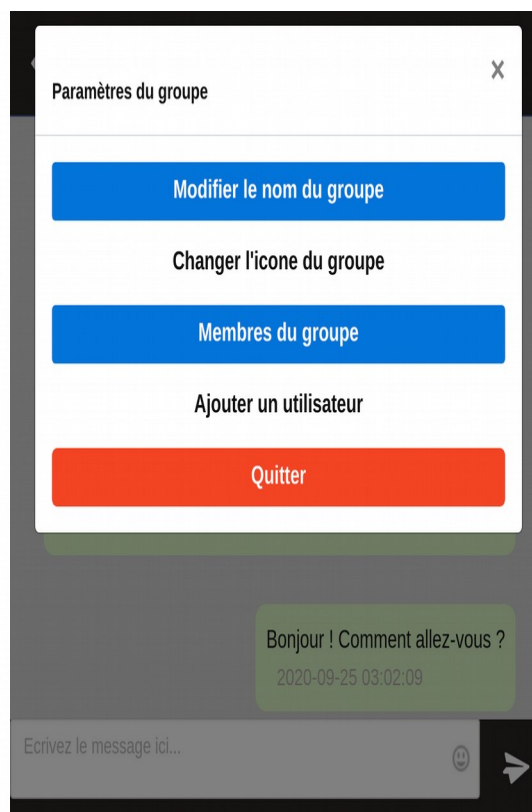 Paramètres du groupe
Modifier le nom du groupe
Changer l'icone du groupe
Membres du groupe
Ajouter un utilisateur
Quitter
Bonjour ! Comment allez-vous ?
2020-09-25 03:02:09
Ecrivez le message ici...